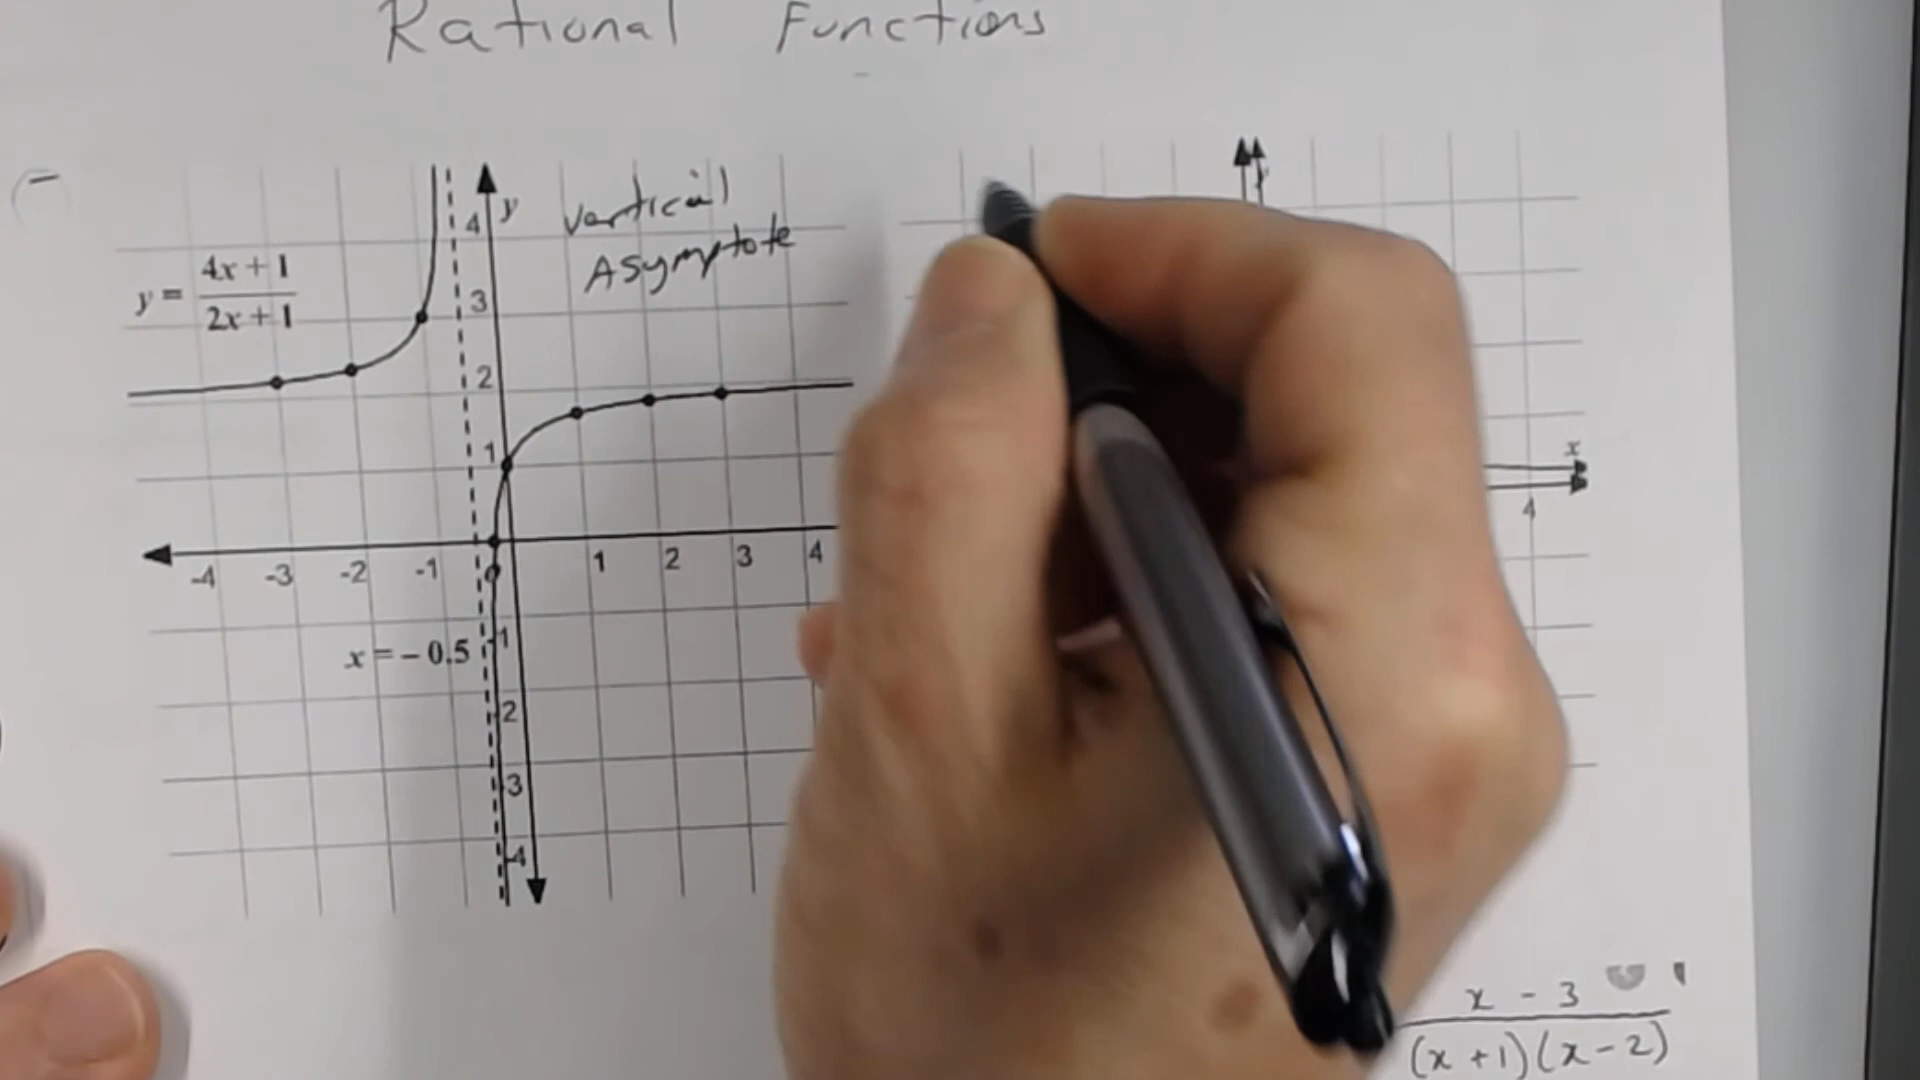 Rational Functions
y
4
vertical
Asymptote
y = 4x + 1
2x + 1
3
2
1
x
4
-4 -3 -2 -1 0 1 2 3 4
x = - 0.5
-1
-2
-3
-4
x - 3
(x + 1)(x - 2)